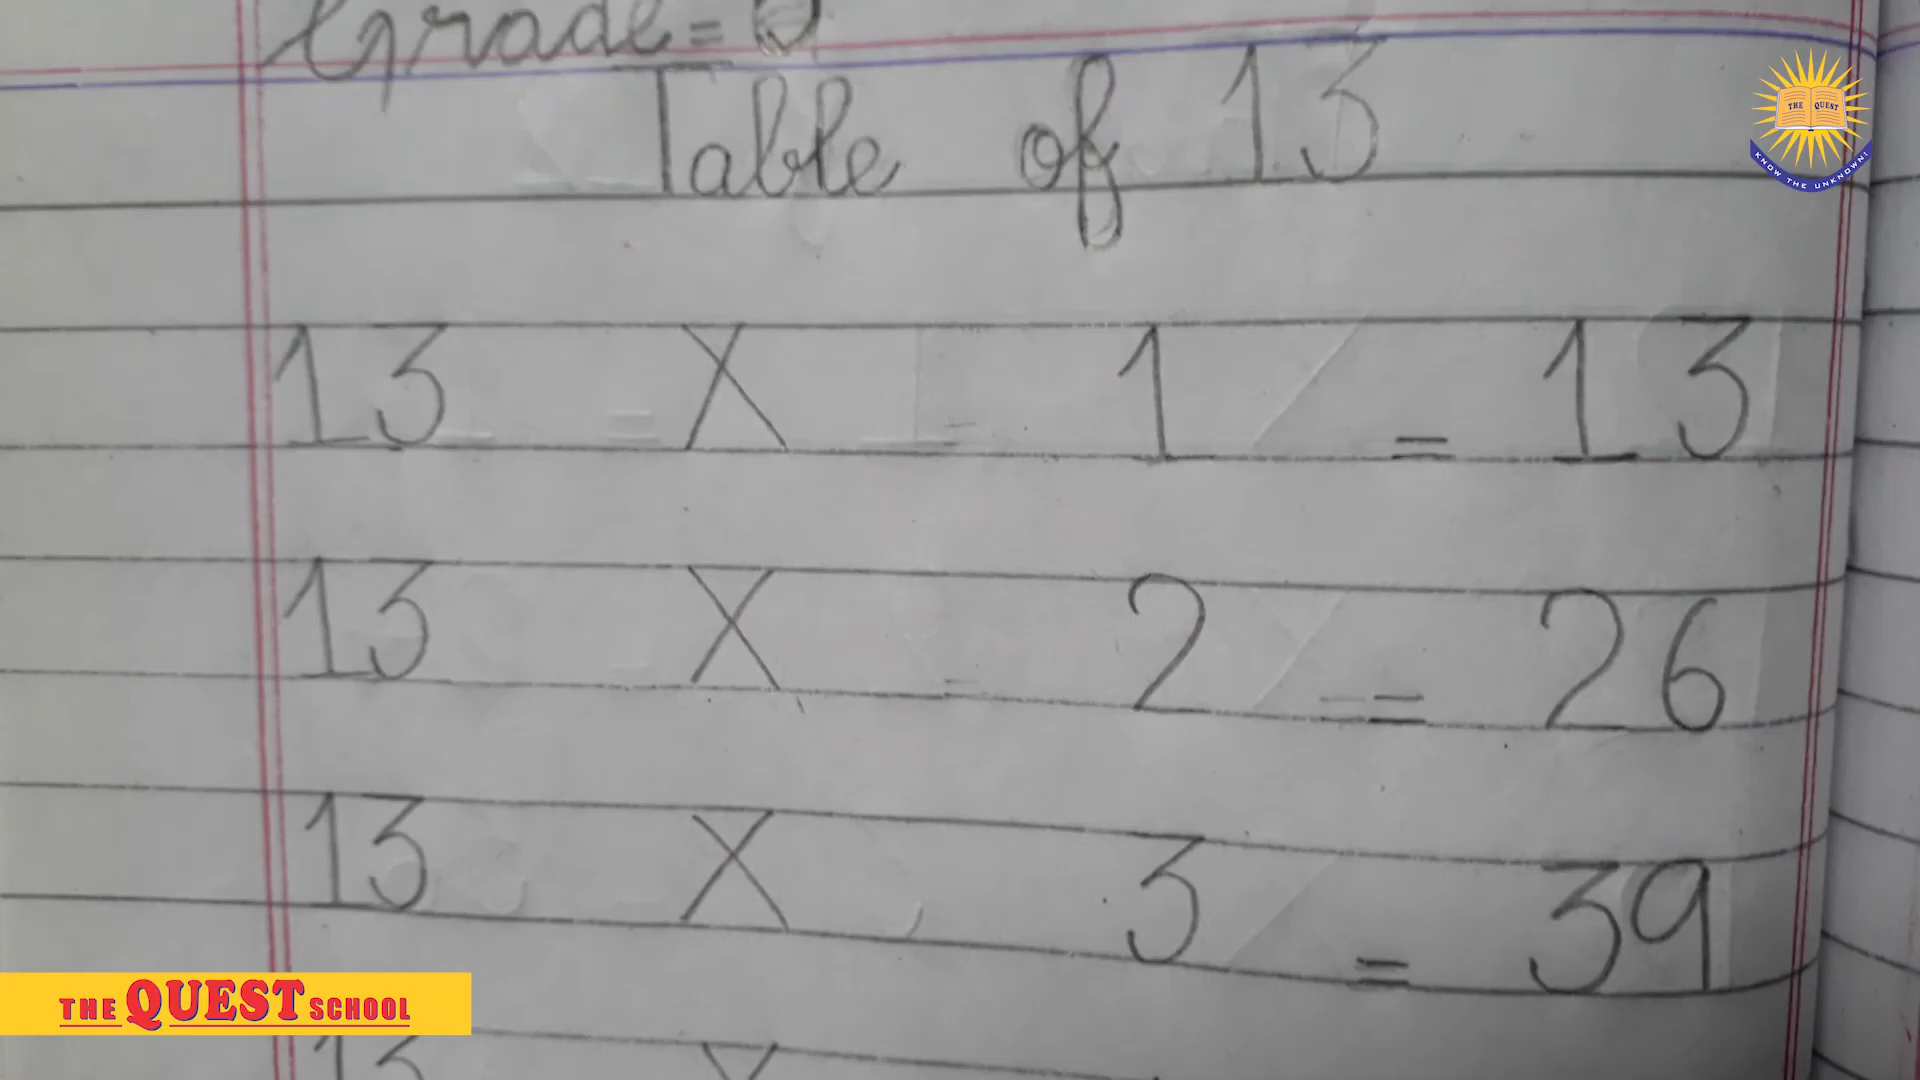 Grade =
Table of 13
THE QUEST
KNOW THE UNKNOWN!
13 X 1 = 13
13 X 2 = 26
13 X 3 = 39
THE QUEST SCHOOL
13 X